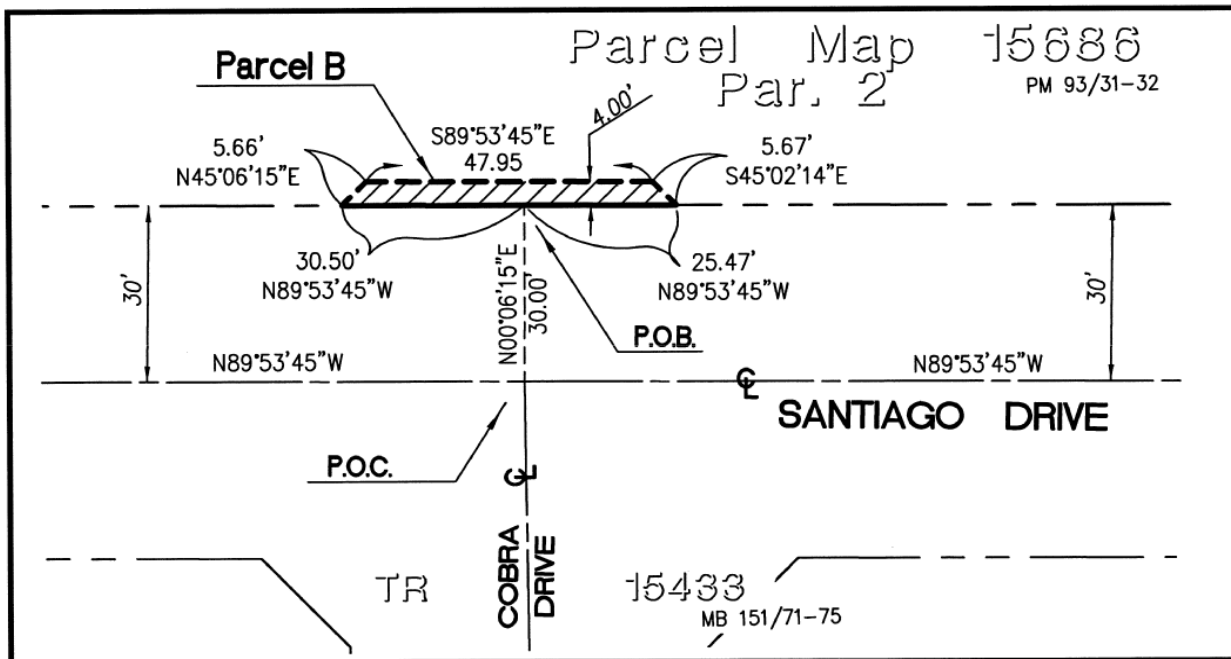 Parcel Map 15686
Par. 2
PM 93/31-32
Parcel B
4.00'
5.66'
N45°06'15"E
S89°53'45"E
47.95
5.67'
S45°02'14"E
30'
30.50'
N89°53'45"W
N00°06'15"E
30.00'
25.47'
N89°53'45"W
30'
P.O.B.
N89°53'45"W
N89°53'45"W
CL
SANTIAGO DRIVE
P.O.C.
CL
COBRA
DRIVE
TR 15433
MB 151/71-75